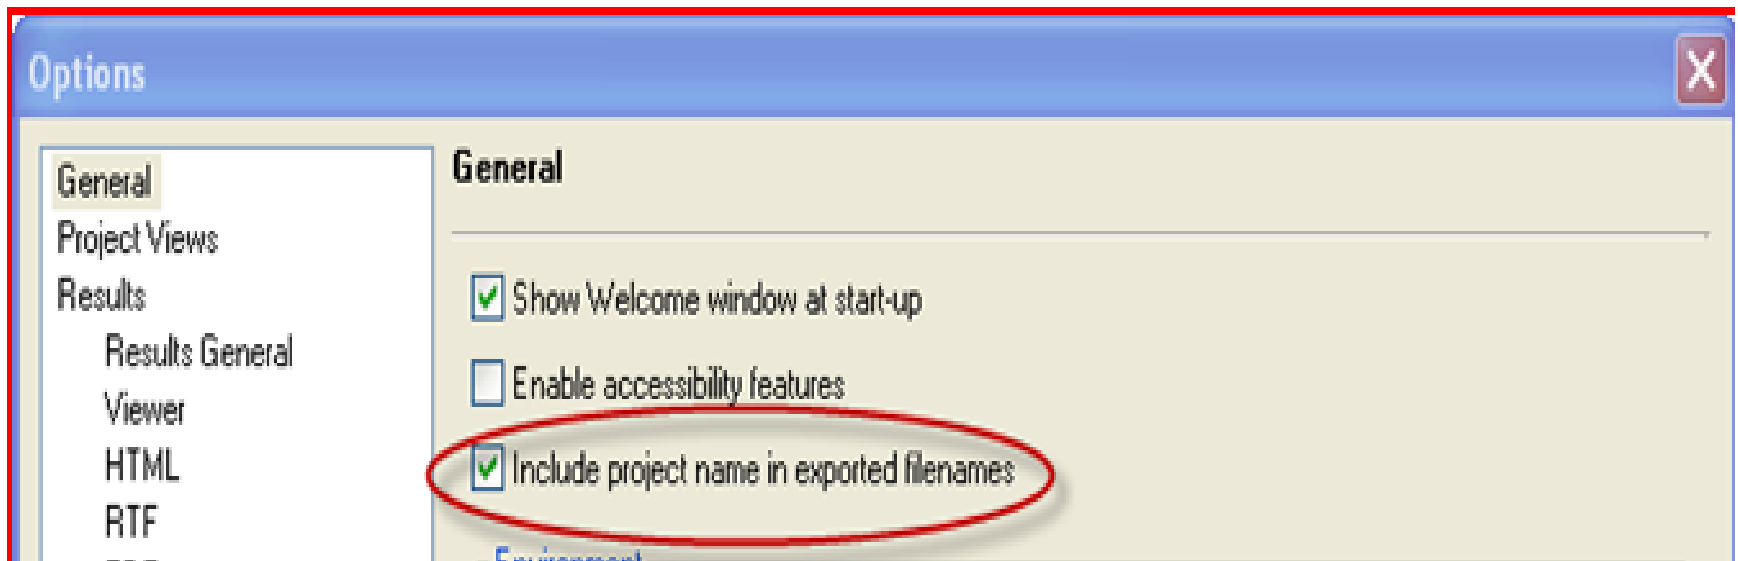 Options
General
Project Views
Results
Results General
Viewer
HTML
RTF
General
Show Welcome window at start-up
Enable accessibility features
Include project name in exported filenames
Environment